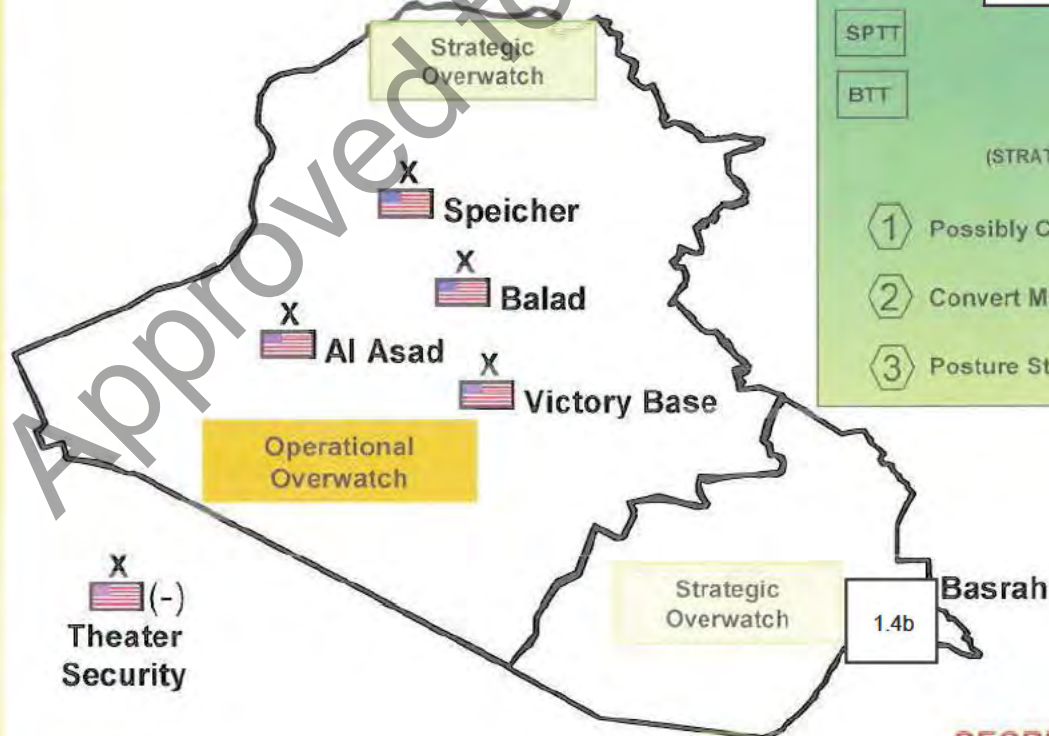 Strategic
Overwatch
X
Speicher
X
Balad
X
Al Asad
X
Victory Base
Operational
Overwatch
X
(-)
Theater
Security
Strategic
Overwatch
1.4b
Basrah
SPTT
BTT
(STRAT
1 Possibly C
2 Convert M
3 Posture St
Approved fo